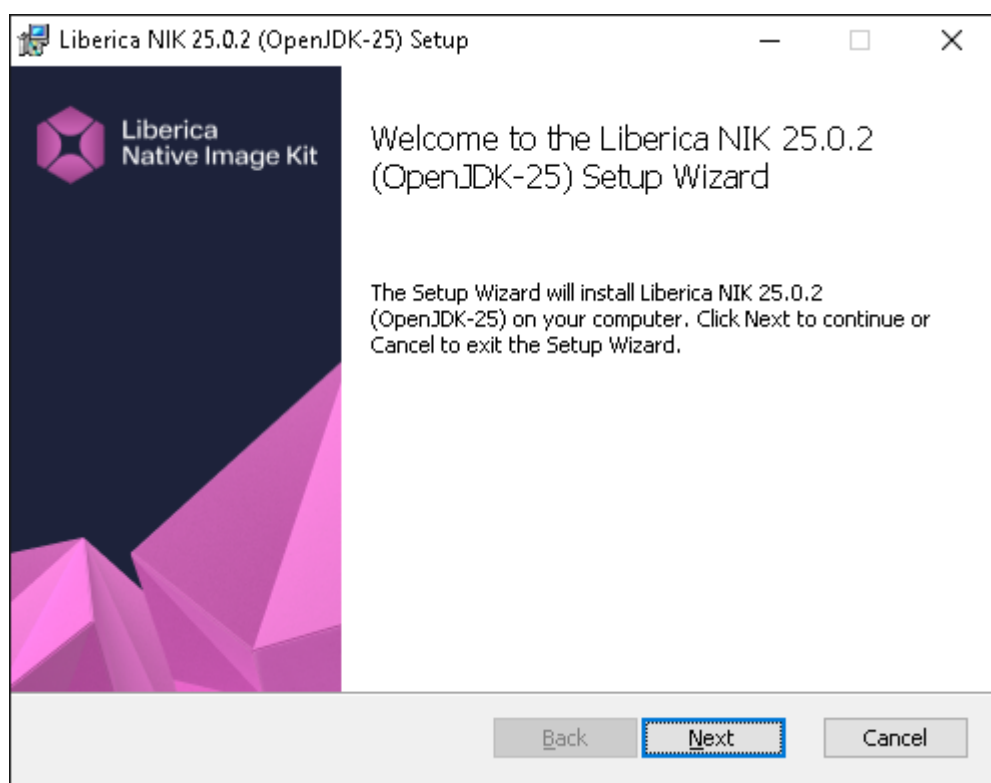 Liberica NIK 25.0.2 (OpenJDK-25) Setup
Liberica
Native Image Kit
Welcome to the Liberica NIK 25.0.2
(OpenJDK-25) Setup Wizard
The Setup Wizard will install Liberica NIK 25.0.2
(OpenJDK-25) on your computer. Click Next to continue or
Cancel to exit the Setup Wizard.
Back
Next
Cancel